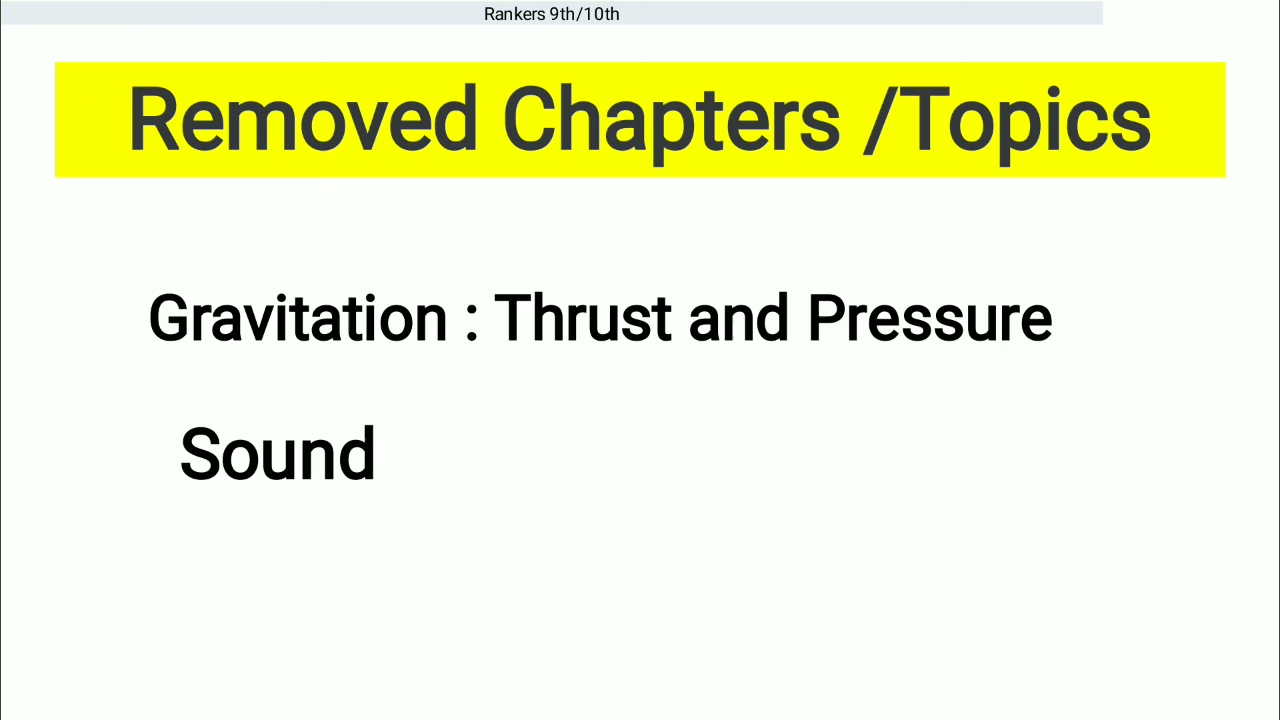 Rankers 9th/10th
Removed Chapters /Topics
Gravitation : Thrust and Pressure
Sound